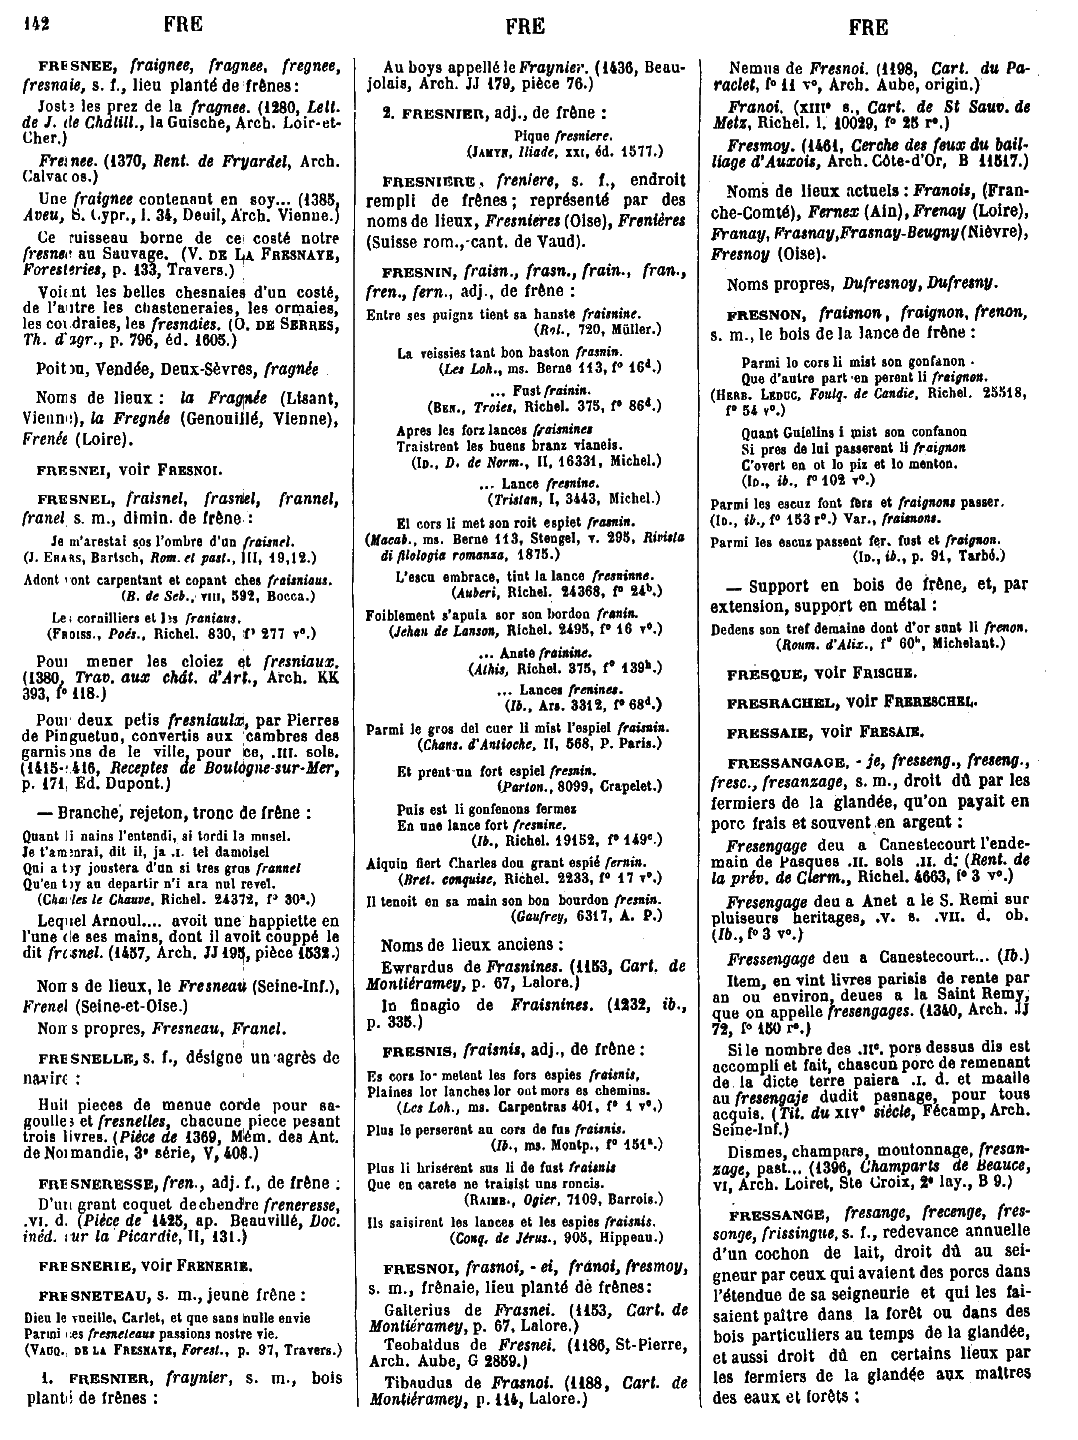 142 FRE FRE FRE
FRESNEE, fraignee, fragnee, fregnee,
fresnaie, s. f., lieu planté de frênes :
Joste les prez de la fragnee. (1280, Lett.
de J. de Châtill., la Guische, Arch. Loir-et-
Cher.)
Fresnee. (1370, Rent. de Fryardel, Arch.
Calvados.)
Une fraignee contenant en soy... (1385,
Aveu, S. Cypr., l. 34, Deuil, Arch. Vienne.)
Ce ruisseau borne de ce costé notre
fresnee au Sauvage. (V. DE LA FRESNAYE,
Foresteries, p. 133, Travers.)
Voient les belles chesnaies d'un costé,
de l'autre les chasteneraies, les ormaies,
les coudraies, les fresnaies. (O. DE SERRES,
Th. d'agr., p. 796, éd. 1605.)
Poitou, Vendée, Deux-Sèvres, fragnée
Noms de lieux : la Fragnée (Lisant,
Vienne), la Fregnée (Genouillé, Vienne),
Frenée (Loire).
FRESNEI, voir FRESNOI.
FRESNEL, fraisnel, frasnel, frannel,
franel s. m., dimin. de frêne :
Je m'arestai sos l'ombre d'un fraisnel.
(J. ERARS, Bartsch, Rom. et past., III, 19,12.)
Adont vont carpentant et copant ches fraisniaus.
(B. de Seb., VIII, 592, Bocca.)
Les cornilliers et les franiaus.
(FROISS., Poés., Richel. 830, f° 277 v°.)
Pour mener les cloiez et fresniaux.
(1380, Trav. aux chât. d'Art., Arch. KK
393, f° 118.)
Pour deux petis fresniaulx, par Pierres
de Pinguetun, convertis aux cambres des
garnisons de le ville, pour ce, .III. sols.
(1415-1416, Receptes de Boulogne-sur-Mer,
p. 171, Ed. Dupont.)
— Branche, rejeton, tronc de frêne :
Quant li nains l'entendi, si tordi la musel.
Je t'amenrai, dit il, ja .I. tel damoisel
Qui a toy joustera d'un si tres gros frannel
Qu'en toy au departir n'i ara nul revel.
(Charles le Chauve, Richel. 24372, f° 30ª.)
Lequel Arnoul.... avoit une happiette en
l'une de ses mains, dont il avoit couppé le
dit fresnel. (1457, Arch. JJ 195, pièce 1532.)
Noms de lieux, le Fresneau (Seine-Inf.),
Frenel (Seine-et-Oise.)
Noms propres, Fresneau, Franel.
FRESNELLE, s. f., désigne un agrès de
navire :
Huit pieces de menue corde pour sa-
goulles et fresnelles, chacune piece pesant
trois livres. (Pièce de 1369, Mém. des Ant.
de Normandie, 3ᵉ série, V, 408.)
FRESNERESSE, fren., adj. f., de frêne :
D'un grant coquet de chendre freneresse,
.VI. d. (Pièce de 1425, ap. Beauvillé, Doc.
inéd. sur la Picardie, II, 131.)
FRESNERIE, voir FRENERIE.
FRESNETEAU, s. m., jeune frêne :
Dieu le vueille, Carlet, et que sans nulle envie
Parmi ces fresneteaus passions nostre vie.
(VAUQ. DE LA FRESNAYE, Forest., p. 97, Travers.)
1. FRESNIER, fraynier, s. m., bois
planté de frênes :
Au boys appellé le Fraynier. (1436, Beau-
jolais, Arch. JJ 179, pièce 76.)
2. FRESNIER, adj., de frêne :
Pique fresniere.
(JAMYN, Iliade, XXI, éd. 1577.)
FRESNIERE, freniere, s. f., endroit
rempli de frênes ; représenté par des
noms de lieux, Fresnieres (Oise), Frenières
(Suisse rom., cant. de Vaud).
FRESNIN, fraisn., frasn., frain., fran.,
fren., fern., adj., de frêne :
Entre ses puignz tient sa hanste fraisnine.
(Rol., 720, Müller.)
La veissies tant bon baston frasnin.
(Les Loh., ms. Berne 113, f° 16ᵈ.)
... Fust frainin.
(BEN., Troies, Richel. 375, f° 86ᵈ.)
Apres les forz lances fraisnines
Traistrent les buens branz vianeis.
(ID., D. de Norm., II, 16331, Michel.)
... Lance fresnine.
(Tristan, I, 3443, Michel.)
El cors li met son roit espiet frasnin.
(Macab., ms. Berne 113, Stengel, v. 295, Rivista
di filologia romanza, 1875.)
L'escu embrace, tint la lance fresninne.
(Auberi, Richel. 24368, f° 24ᵇ.)
Foiblement s'apuia sor son bordon franin.
(Jehan de Lanson, Richel. 2495, f° 16 v°.)
... Anste frainine.
(Athis, Richel. 375, f° 139ʰ.)
... Lances frenines.
(Ib., Ars. 3312, f° 68ᵈ.)
Parmi le gros del cuer li mist l'espiel fraisnin.
(Chans. d'Antioche, II, 568, P. Paris.)
Et prent un fort espiel fresnin.
(Parton., 8099, Crapelet.)
Puis est li gonfenons fermez
En une lance fort fresnine.
(Ib., Richel. 19152, f° 149ᶜ.)
Aiquin fiert Charles dou grant espié fernin.
(Bret. conquise, Richel. 2233, f° 17 v°.)
Il tenoit en sa main son bon bourdon fresnin.
(Gaufrey, 6317, A. P.)
Noms de lieux anciens :
Ewrardus de Frasnines. (1153, Cart. de
Montiéramey, p. 67, Lalore.)
In finagio de Fraisnines. (1232, ib.,
p. 335.)
FRESNIS, fraisnis, adj., de frêne :
Es cors lo metent les fors espies fraisnis,
Plaines lor lanches lor out mors es chemins.
(Les Loh., ms. Carpentras 401, f° 1 v°.)
Plus le perserent au cors de fus fraisnis.
(Ib., ms. Montp., f° 151ª.)
Plus li brisérent sus li de fust fraisnis
Que en carete ne traisist uns roncis.
(RAIMB., Ogier, 7109, Barrois.)
Ils saisirent les lances et les espies fraisnis.
(Conq. de Jérus., 905, Hippeau.)
FRESNOI, frasnoi, - ei, franoi, fresmoy,
s. m., frênaie, lieu planté de frênes :
Galterius de Frasnei. (1153, Cart. de
Montiéramey, p. 67, Lalore.)
Teobaldus de Fresnei. (1186, St-Pierre,
Arch. Aube, G 2859.)
Tibaudus de Frasnoi. (1188, Cart. de
Montiéramey, p. 114, Lalore.)
Nemus de Fresnoi. (1198, Cart. du Pa-
raclet, f° 11 v°, Arch. Aube, origin.)
Franoi. (XIIIᵉ s., Cart. de St Sauv. de
Metz, Richel. l. 10029, f° 25 r°.)
Fresmoy. (1461, Cerche des feux du bail-
liage d'Auxois, Arch. Côte-d'Or, B 11517.)
Noms de lieux actuels : Franois, (Fran-
che-Comté), Fernex (Ain), Frenay (Loire),
Franay, Frasnay, Frasnay-Beugny (Nièvre),
Fresnoy (Oise).
Noms propres, Dufresnoy, Dufresny.
FRESNON, fraisnon, fraignon, frenon,
s. m., le bois de la lance de frêne :
Parmi lo cors li mist son gonfanon
Que d'autre part en perent li freignon.
(HERB. LEDUC, Foulq. de Candie, Richel. 25518,
f° 54 v°.)
Quant Guielins i mist son confanon
Si pres de lui passerent li fraignon
C'overt en ot lo piz et lo menton.
(ID., ib., f° 102 v°.)
Parmi les escuz font fers et fraignons passer.
(ID., ib., f° 153 r°.) Var., fraisnons.
Parmi les escuz passent fer, fust et fraignon.
(ID., ib., p. 91, Tarbé.)
— Support en bois de frêne, et, par
extension, support en métal :
Dedens son tref demaine dont d'or sunt li frenon.
(Roum. d'Alix., f° 60ᵇ, Michelant.)
FRESQUE, voir FRISCHE.
FRESRACHEL, voir FRERESCHEL.
FRESSAIE, voir FRESAIE.
FRESSANGAGE, - je, fresseng., freseng.,
fresc., fresanzage, s. m., droit dû par les
fermiers de la glandée, qu'on payait en
porc frais et souvent en argent :
Fresengage deu a Canestecourt l'ende-
main de Pasques .II. sols .II. d. (Rent. de
la prév. de Clerm., Richel. 4663, f° 3 v°.)
Fresengage deu a Anet a le S. Remi sur
pluiseurs heritages, .V. s. .VII. d. ob.
(Ib., f° 3 v°.)
Fressengage deu a Canestecourt... (Ib.)
Item, en vint livres parisis de rente par
an ou environ, deues a la Saint Remy,
que on appelle fresengages. (1340, Arch. JJ
72, f° 150 r°.)
Si le nombre des .IIᶜ. pors dessus dis est
accompli et fait, chascun porc de remenant
de la dicte terre paiera .I. d. et maalle
au fresengaje dudit pasnage, pour tous
acquis. (Tit. du XIVᵉ siècle, Fécamp, Arch.
Seine-Inf.)
Dismes, champars, moutonnage, fresan-
zage, past... (1396, Champarts de Beauce,
VI, Arch. Loiret, Ste Croix, 2ᵉ lay., B 9.)
FRESSANGE, fresange, frecenge, fres-
songe, frissingue, s. f., redevance annuelle
d'un cochon de lait, droit dû au sei-
gneur par ceux qui avaient des porcs dans
l'étendue de sa seigneurie et qui les fai-
saient paître dans la forêt ou dans des
bois particuliers au temps de la glandée,
et aussi droit dû en certains lieux par
les fermiers de la glandée aux maîtres
des eaux et forêts :